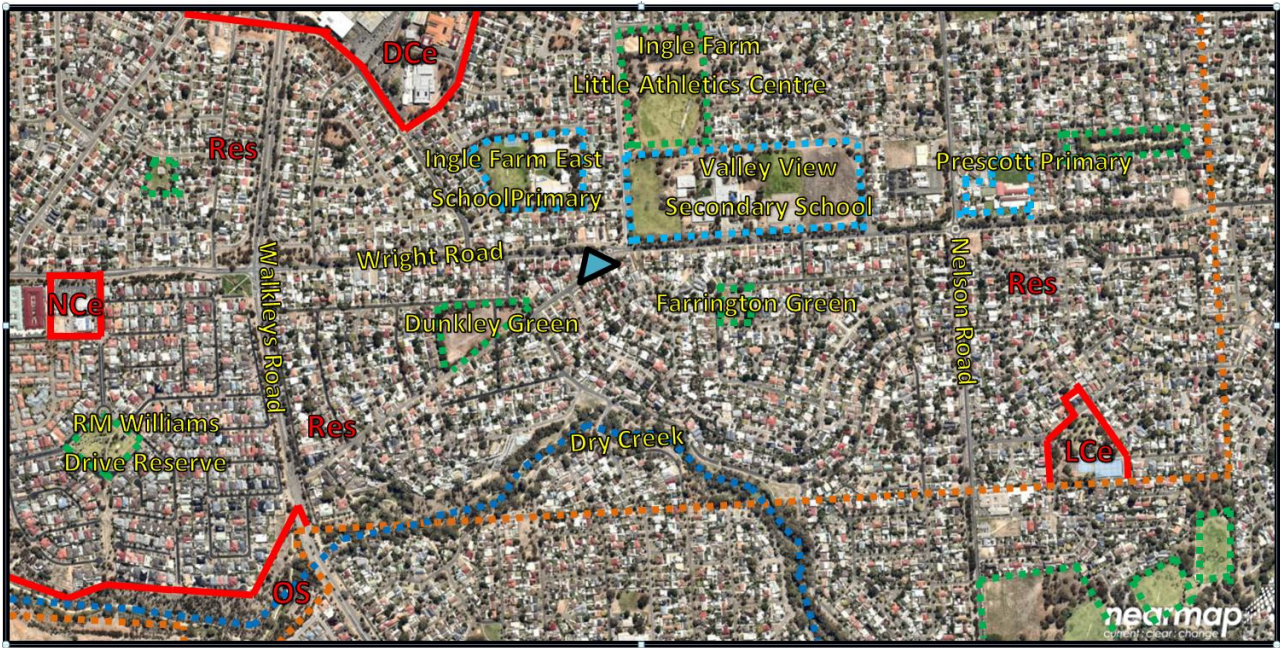 DCe
Ingle Farm
Little Athletics Centre
Res
Ingle Farm East
SchoolPrimary
Valley View
Secondary School
Prescott Primary
Wright Road
Walkleys Road
Nelson Road
Res
NCe
Dunkley Green
Farrington Green
RM Williams
Drive Reserve
Res
Dry Creek
LCe
OS
nearmap
current:clear:change